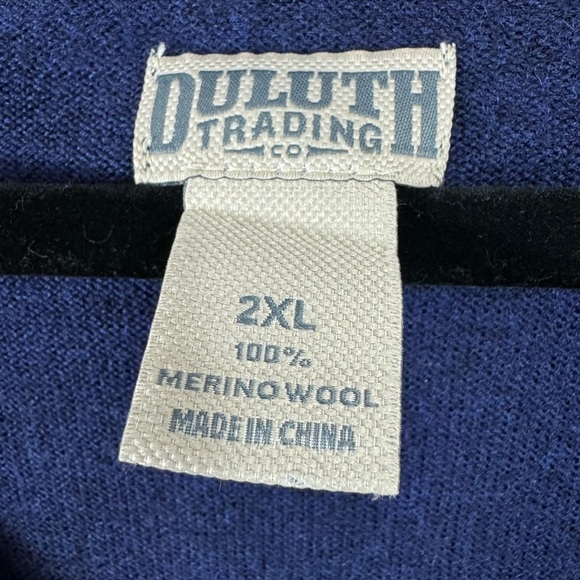 DULUTH
TRADING
CO
2XL
100%
MERINO WOOL
MADE IN CHINA